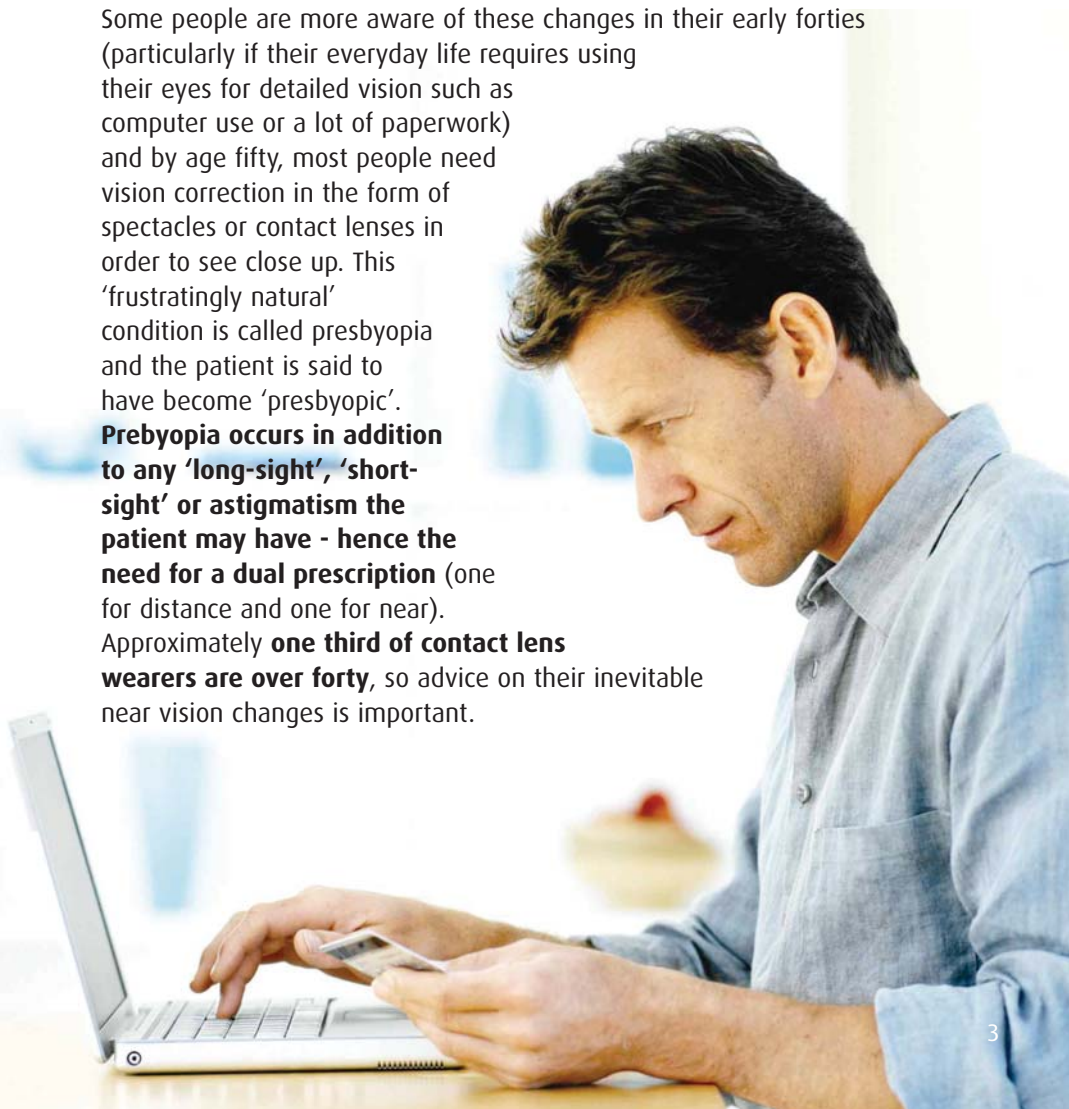 Some people are more aware of these changes in their early forties
(particularly if their everyday life requires using
their eyes for detailed vision such as
computer use or a lot of paperwork)
and by age fifty, most people need
vision correction in the form of
spectacles or contact lenses in
order to see close up. This
‘frustratingly natural’
condition is called presbyopia
and the patient is said to
have become ‘presbyopic’.
Prebyopia occurs in addition
to any ‘long-sight’, ‘short-
sight’ or astigmatism the
patient may have - hence the
need for a dual prescription (one
for distance and one for near).
Approximately one third of contact lens
wearers are over forty, so advice on their inevitable
near vision changes is important.
3